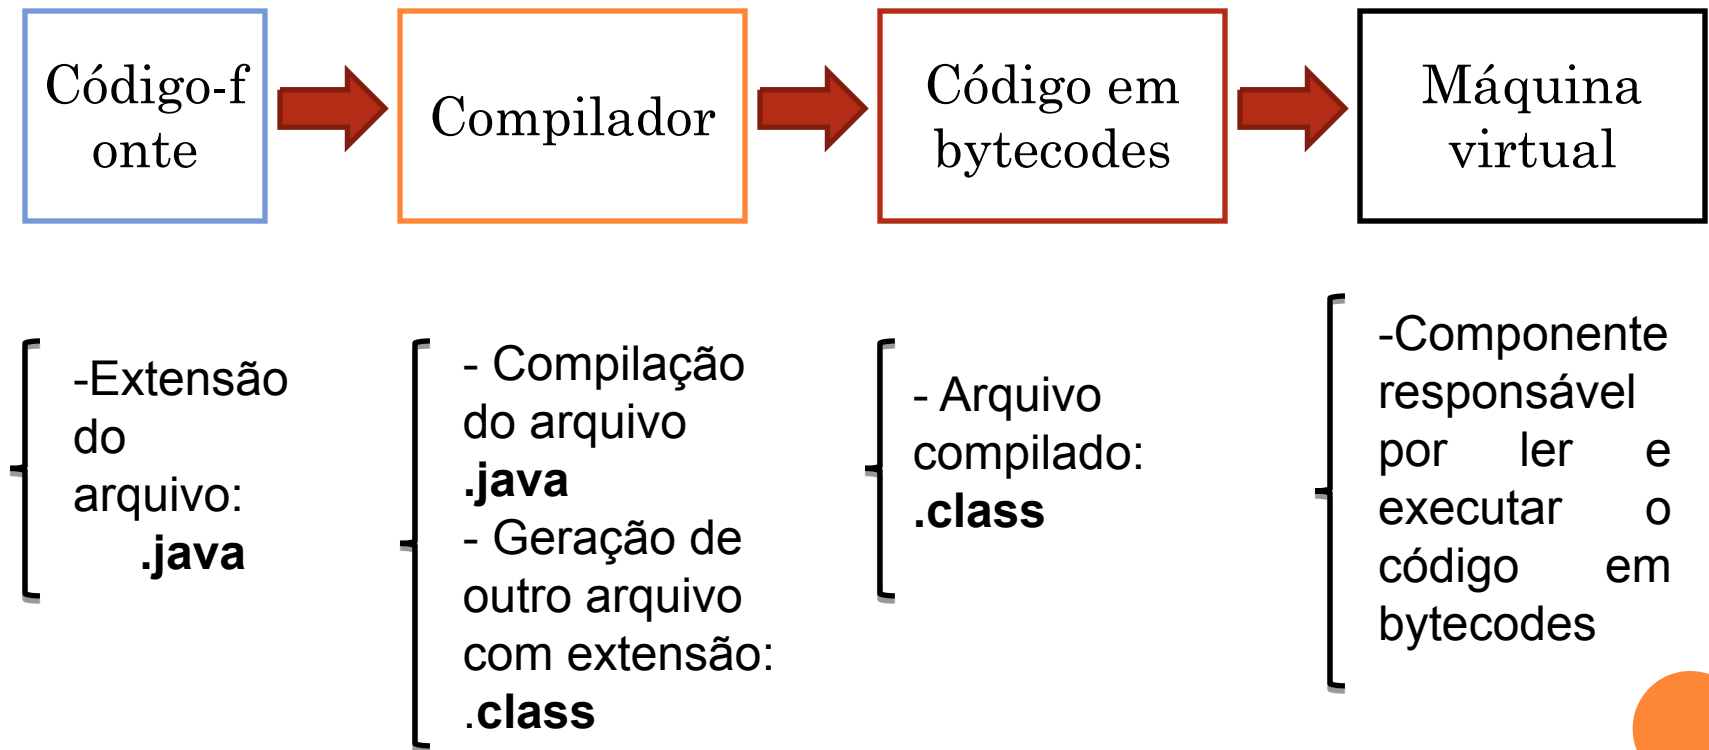 Código-f
onte
Compilador
Código em
bytecodes
Máquina
virtual
-Extensão
do
arquivo:
.java
- Compilação
do arquivo
.java
- Geração de
outro arquivo
com extensão:
.class
- Arquivo
compilado:
.class
-Componente
responsável
por ler e
executar o
código em
bytecodes